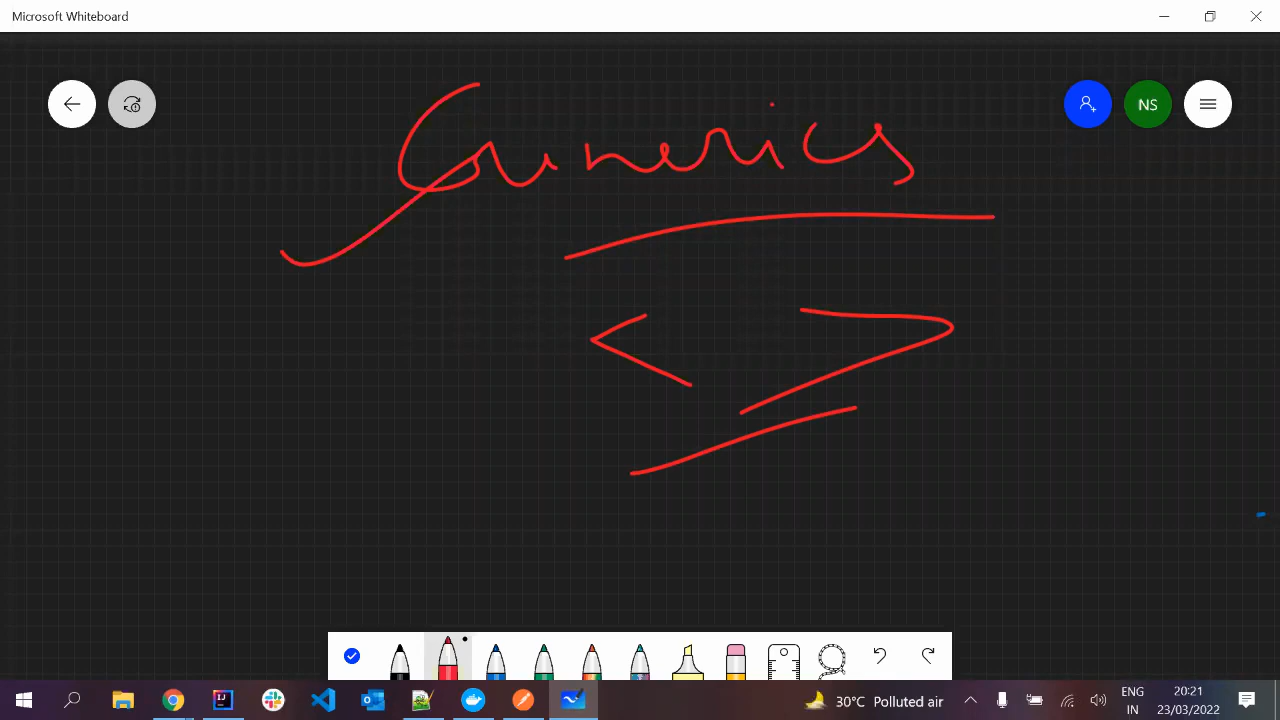 Microsoft Whiteboard
NS
Generics
< >
30°C Polluted air
ENG
IN
20:21
23/03/2022